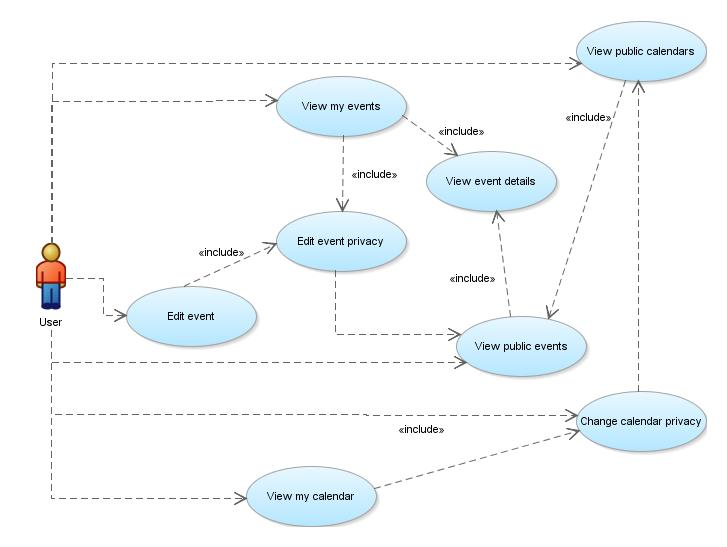 View public calendars
View my events
«include»
«include»
«include»
View event details
Edit event privacy
«include»
«include»
Edit event
User
View public events
Change calendar privacy
«include»
View my calendar